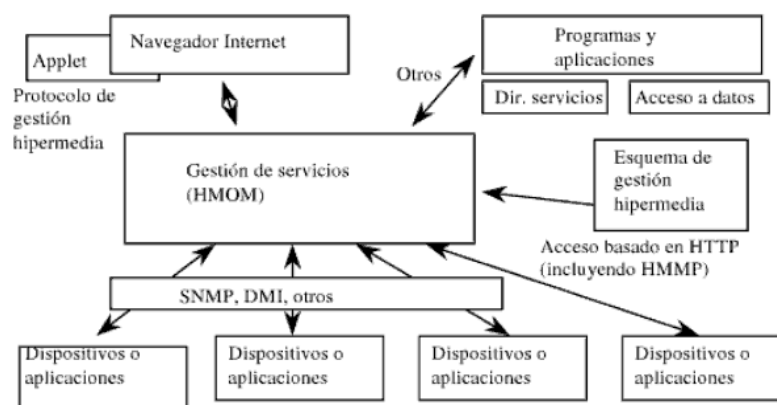 Navegador Internet
Applet
Protocolo de
gestión
hipermedia
Otros
Programas y
aplicaciones
Dir. servicios
Acceso a datos
Gestión de servicios
(HMOM)
Esquema de
gestión
hipermedia
Acceso basado en HTTP
(incluyendo HMMP)
SNMP, DMI, otros
Dispositivos o
aplicaciones
Dispositivos o
aplicaciones
Dispositivos o
aplicaciones
Dispositivos o
aplicaciones